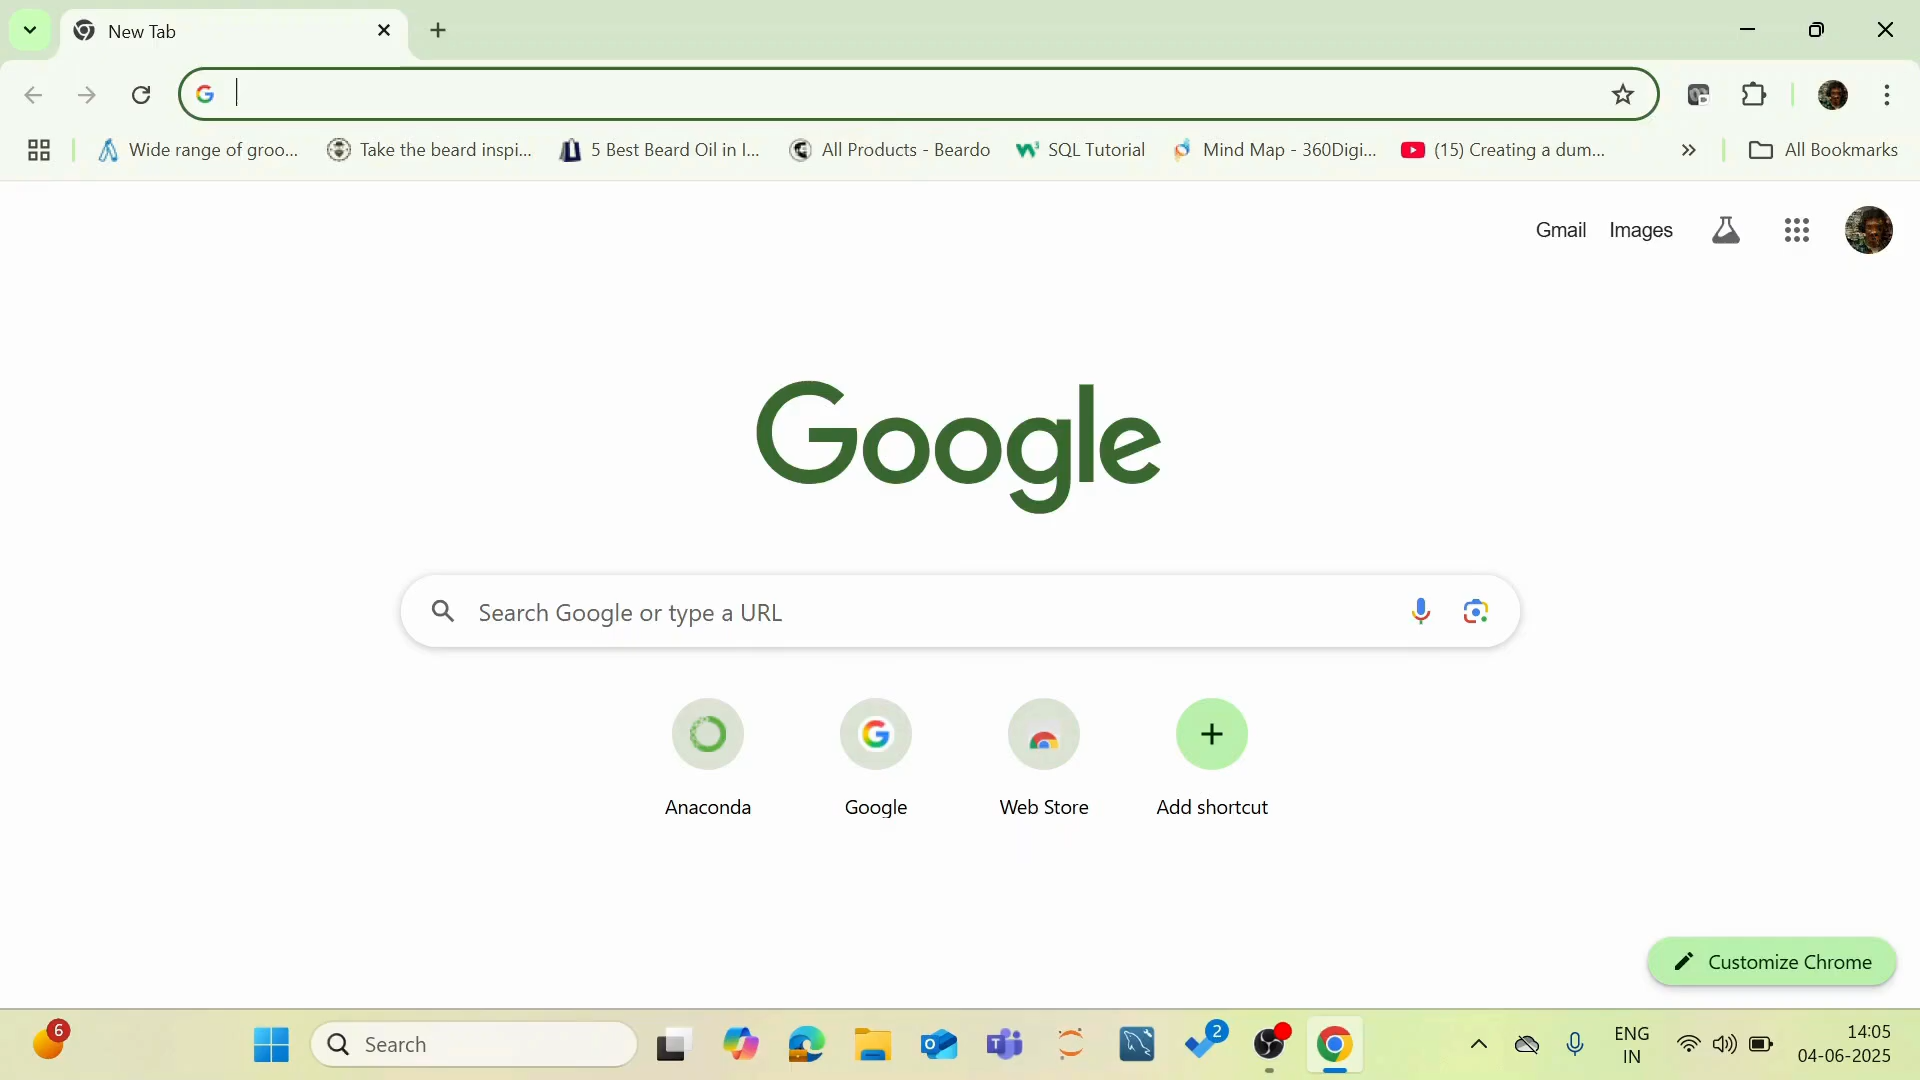 New Tab
Wide range of groo...
Take the beard inspi...
5 Best Beard Oil in I...
All Products - Beardo
SQL Tutorial
Mind Map - 360Digi...
(15) Creating a dum...
All Bookmarks
Gmail
Images
Google
Search Google or type a URL
Anaconda
Google
Web Store
Add shortcut
Customize Chrome
6
Search
2
ENG
IN
14:05
04-06-2025